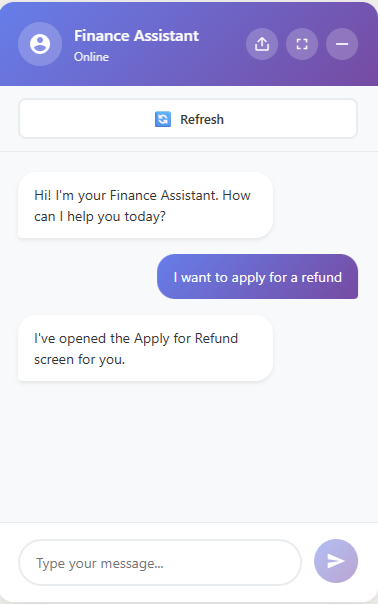 Finance Assistant
Online
Refresh
Hi! I'm your Finance Assistant. How
can I help you today?
I want to apply for a refund
I've opened the Apply for Refund
screen for you.
Type your message...